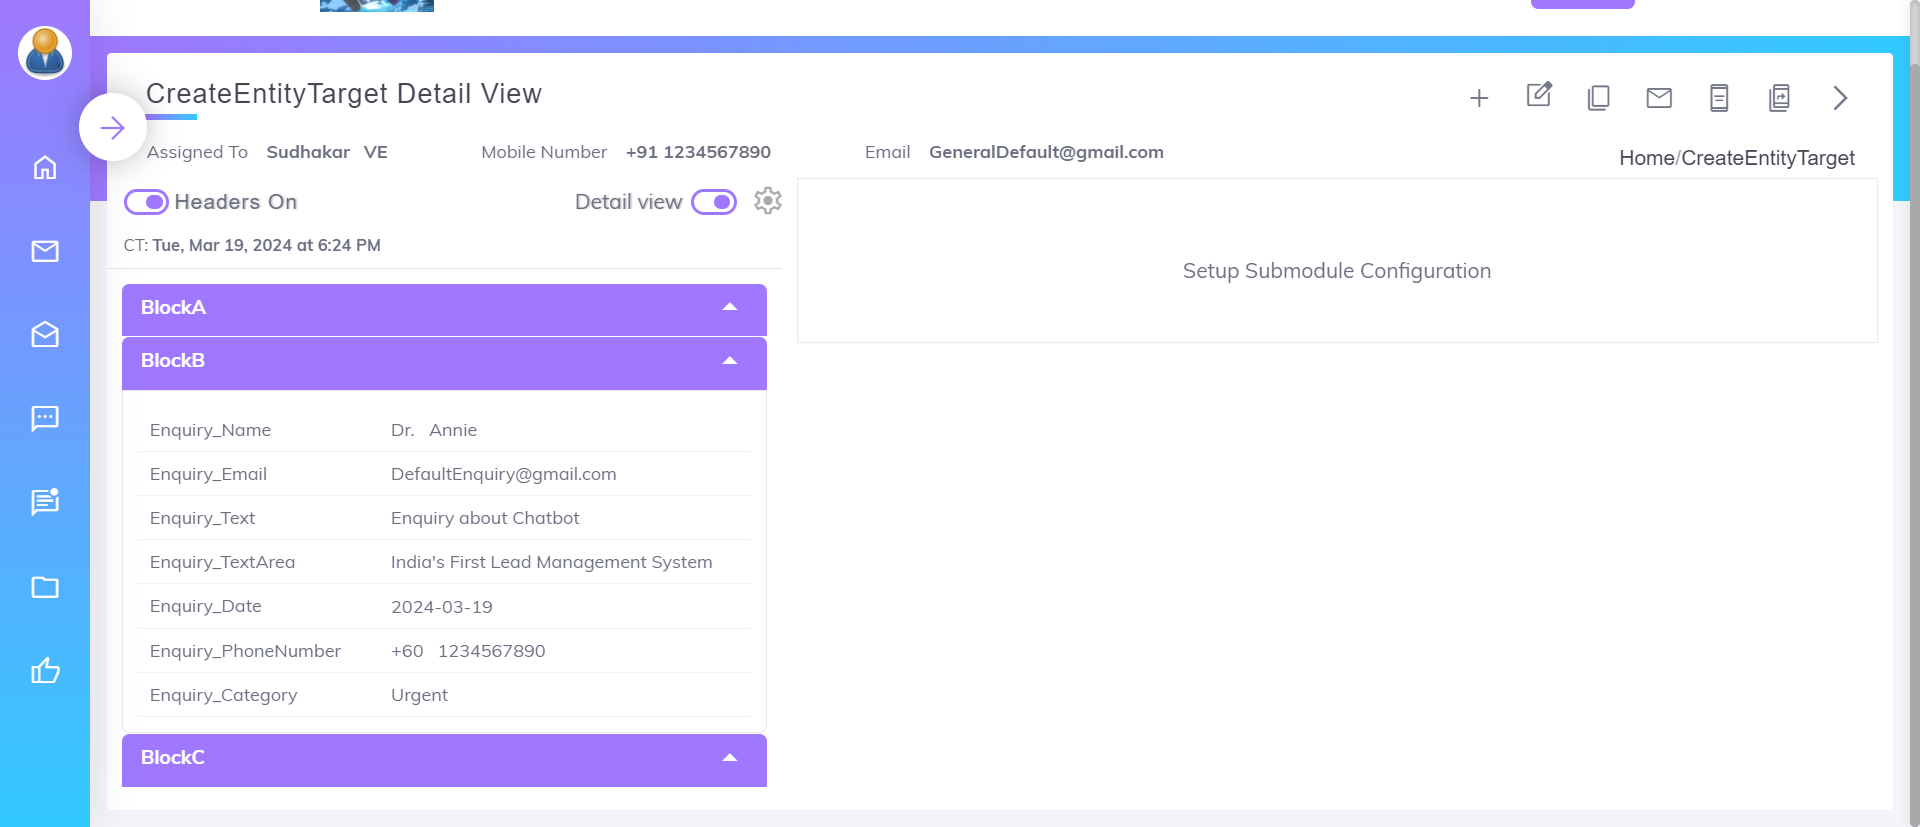 CreateEntityTarget Detail View
Assigned To Sudhakar VE Mobile Number +91 1234567890 Email GeneralDefault@gmail.com
Home/CreateEntityTarget
Headers On Detail view
CT: Tue, Mar 19, 2024 at 6:24 PM
Setup Submodule Configuration
BlockA
BlockB
Enquiry_Name Dr. Annie
Enquiry_Email DefaultEnquiry@gmail.com
Enquiry_Text Enquiry about Chatbot
Enquiry_TextArea India's First Lead Management System
Enquiry_Date 2024-03-19
Enquiry_PhoneNumber +60 1234567890
Enquiry_Category Urgent
BlockC